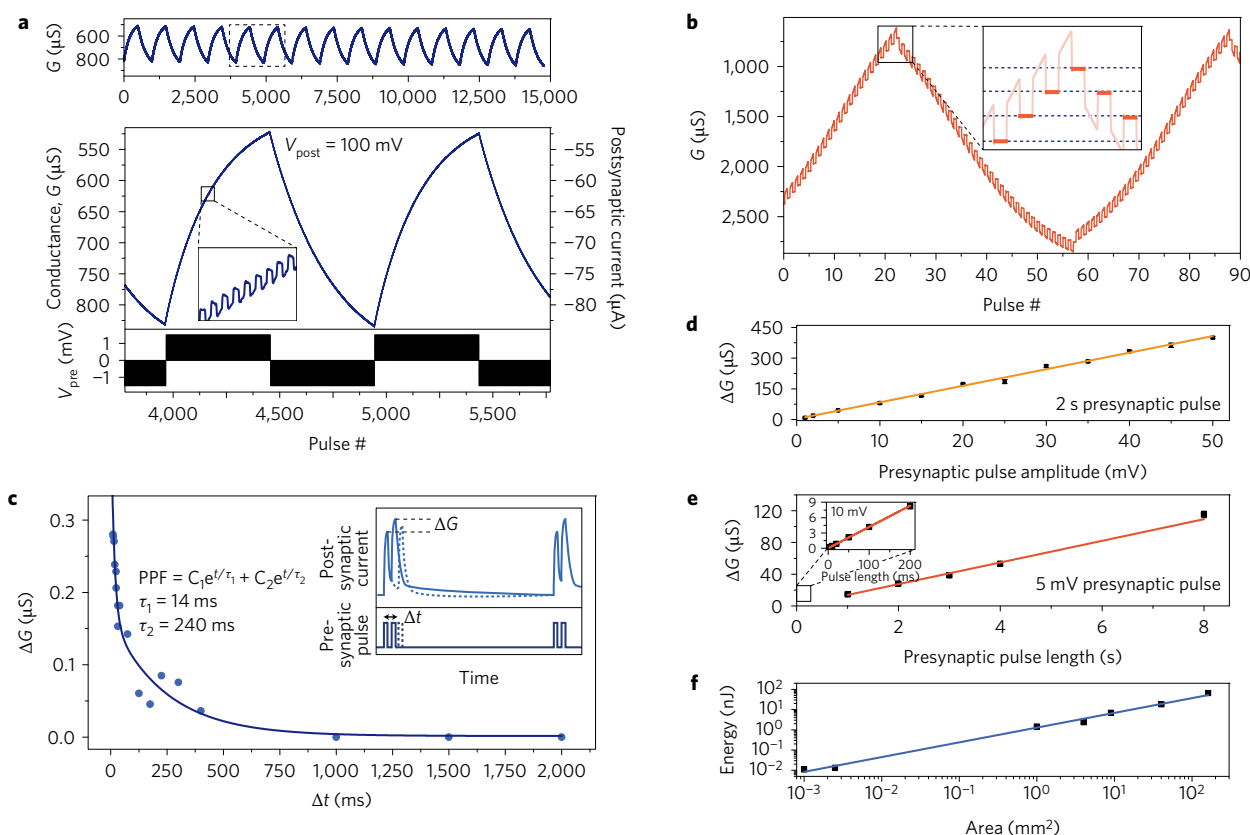 a
G (µS)
600
800
0 2,500 5,000 7,500 10,000 12,500 15,000
Conductance, G (µS)
550
600
650
700
750
800
V_post = 100 mV
Postsynaptic current (µA)
−55
−60
−65
−70
−75
−80
V_pre (mV)
1
0
−1
4,000 4,500 5,000 5,500
Pulse #
b
G (µS)
1,000
1,500
2,000
2,500
0 10 20 30 40 50 60 70 80 90
Pulse #
c
ΔG (µS)
0.3
0.2
0.1
0.0
PPF = C₁e^{t/τ₁} + C₂e^{t/τ₂}
τ₁ = 14 ms
τ₂ = 240 ms
Post-
synaptic
current
ΔG
Pre-
synaptic
pulse
Δt
Time
0 250 500 750 1,000 1,250 1,500 1,750 2,000
Δt (ms)
d
ΔG (µS)
450
300
150
0
2 s presynaptic pulse
0 10 20 30 40 50
Presynaptic pulse amplitude (mV)
e
ΔG (µS)
120
80
40
0
9
6
3
0
10 mV
0 100 200
Pulse length (ms)
5 mV presynaptic pulse
0 2 4 6 8
Presynaptic pulse length (s)
f
Energy (nJ)
10²
10¹
10⁰
10⁻¹
10⁻²
10⁻³ 10⁻² 10⁻¹ 10⁰ 10¹ 10²
Area (mm²)